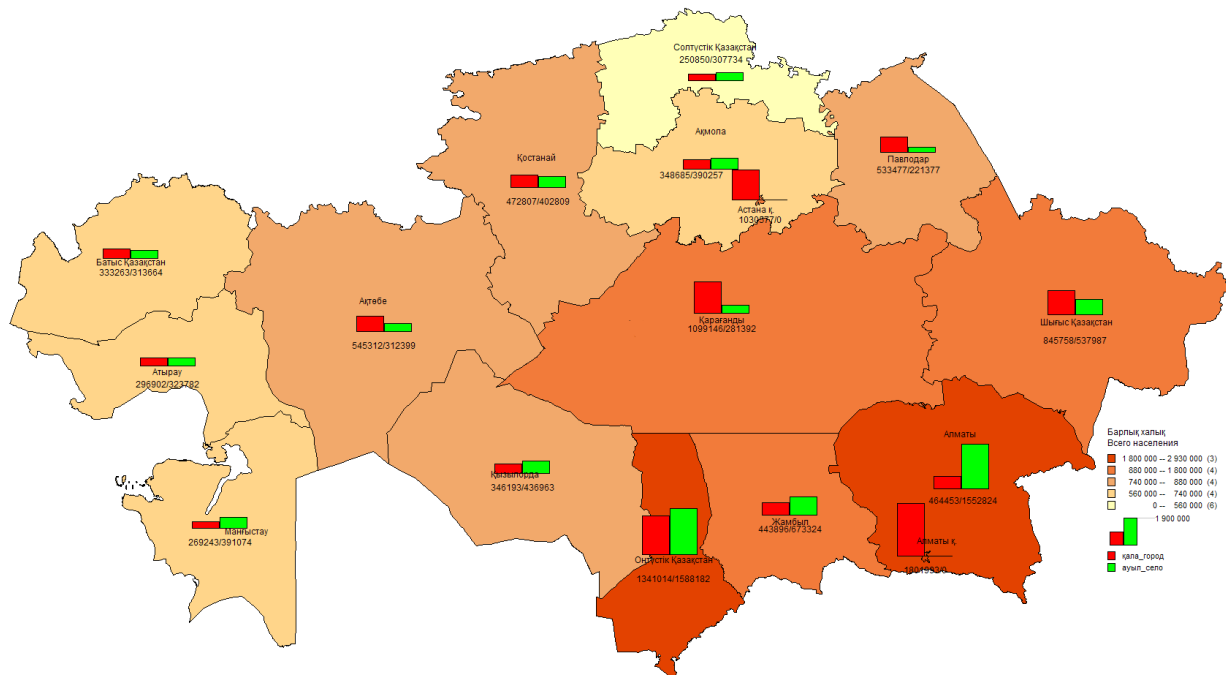 Солтүстік Қазақстан
250850/307734
Ақмола
348685/390257
Астана қ.
1030577/0
Павлодар
533477/221377
Қостанай
472807/402809
Батыс Қазақстан
333263/313664
Ақтөбе
545312/312399
Қарағанды
1099146/281392
Шығыс Қазақстан
845758/537987
Атырау
296902/323782
Қызылорда
346193/436963
Маңғыстау
269243/391074
Оңтүстік Қазақстан
1341014/1588182
Жамбыл
443896/673324
Алматы
464453/1552824
Алматы қ.
Барлық халық
Всего населения
1 800 000 -- 2 930 000 (3)
880 000 -- 1 800 000 (4)
740 000 -- 880 000 (4)
560 000 -- 740 000 (4)
0 -- 560 000 (6)
1 900 000
қала_город
ауыл_село